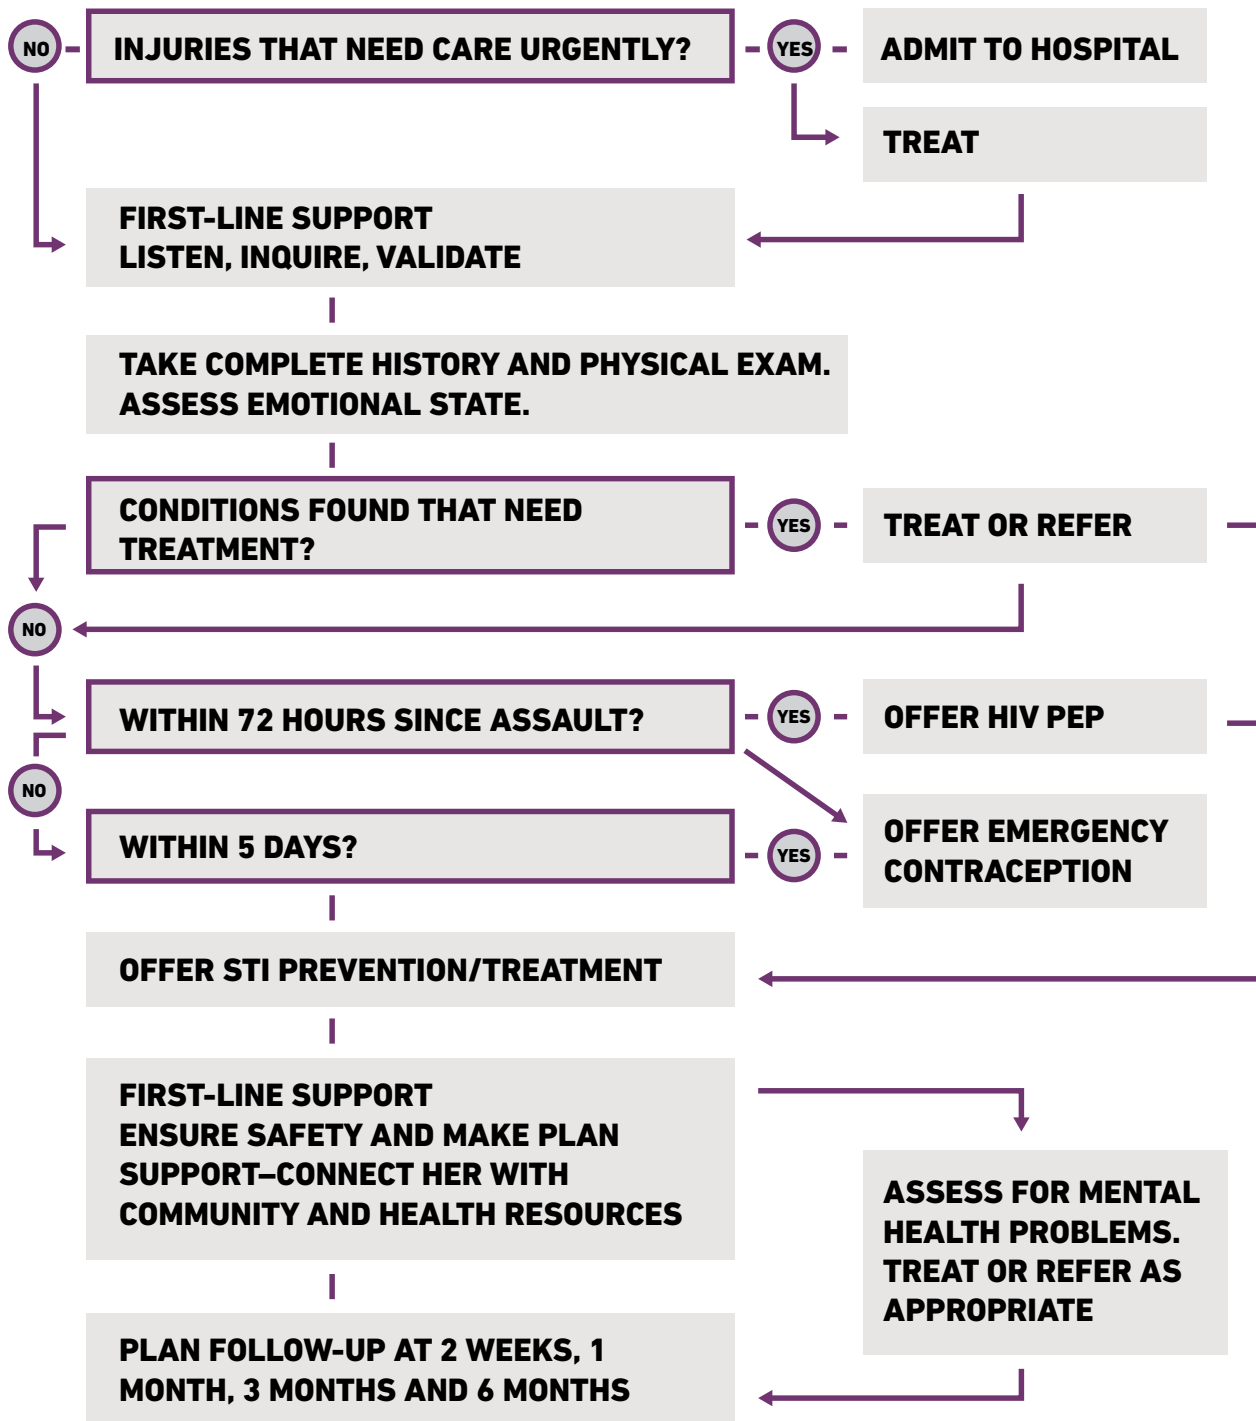 NO
INJURIES THAT NEED CARE URGENTLY?
YES
ADMIT TO HOSPITAL
TREAT
FIRST-LINE SUPPORT
LISTEN, INQUIRE, VALIDATE
TAKE COMPLETE HISTORY AND PHYSICAL EXAM.
ASSESS EMOTIONAL STATE.
CONDITIONS FOUND THAT NEED
TREATMENT?
YES
TREAT OR REFER
NO
WITHIN 72 HOURS SINCE ASSAULT?
YES
OFFER HIV PEP
NO
WITHIN 5 DAYS?
YES
OFFER EMERGENCY
CONTRACEPTION
OFFER STI PREVENTION/TREATMENT
FIRST-LINE SUPPORT
ENSURE SAFETY AND MAKE PLAN
SUPPORT–CONNECT HER WITH
COMMUNITY AND HEALTH RESOURCES
ASSESS FOR MENTAL
HEALTH PROBLEMS.
TREAT OR REFER AS
APPROPRIATE
PLAN FOLLOW-UP AT 2 WEEKS, 1
MONTH, 3 MONTHS AND 6 MONTHS